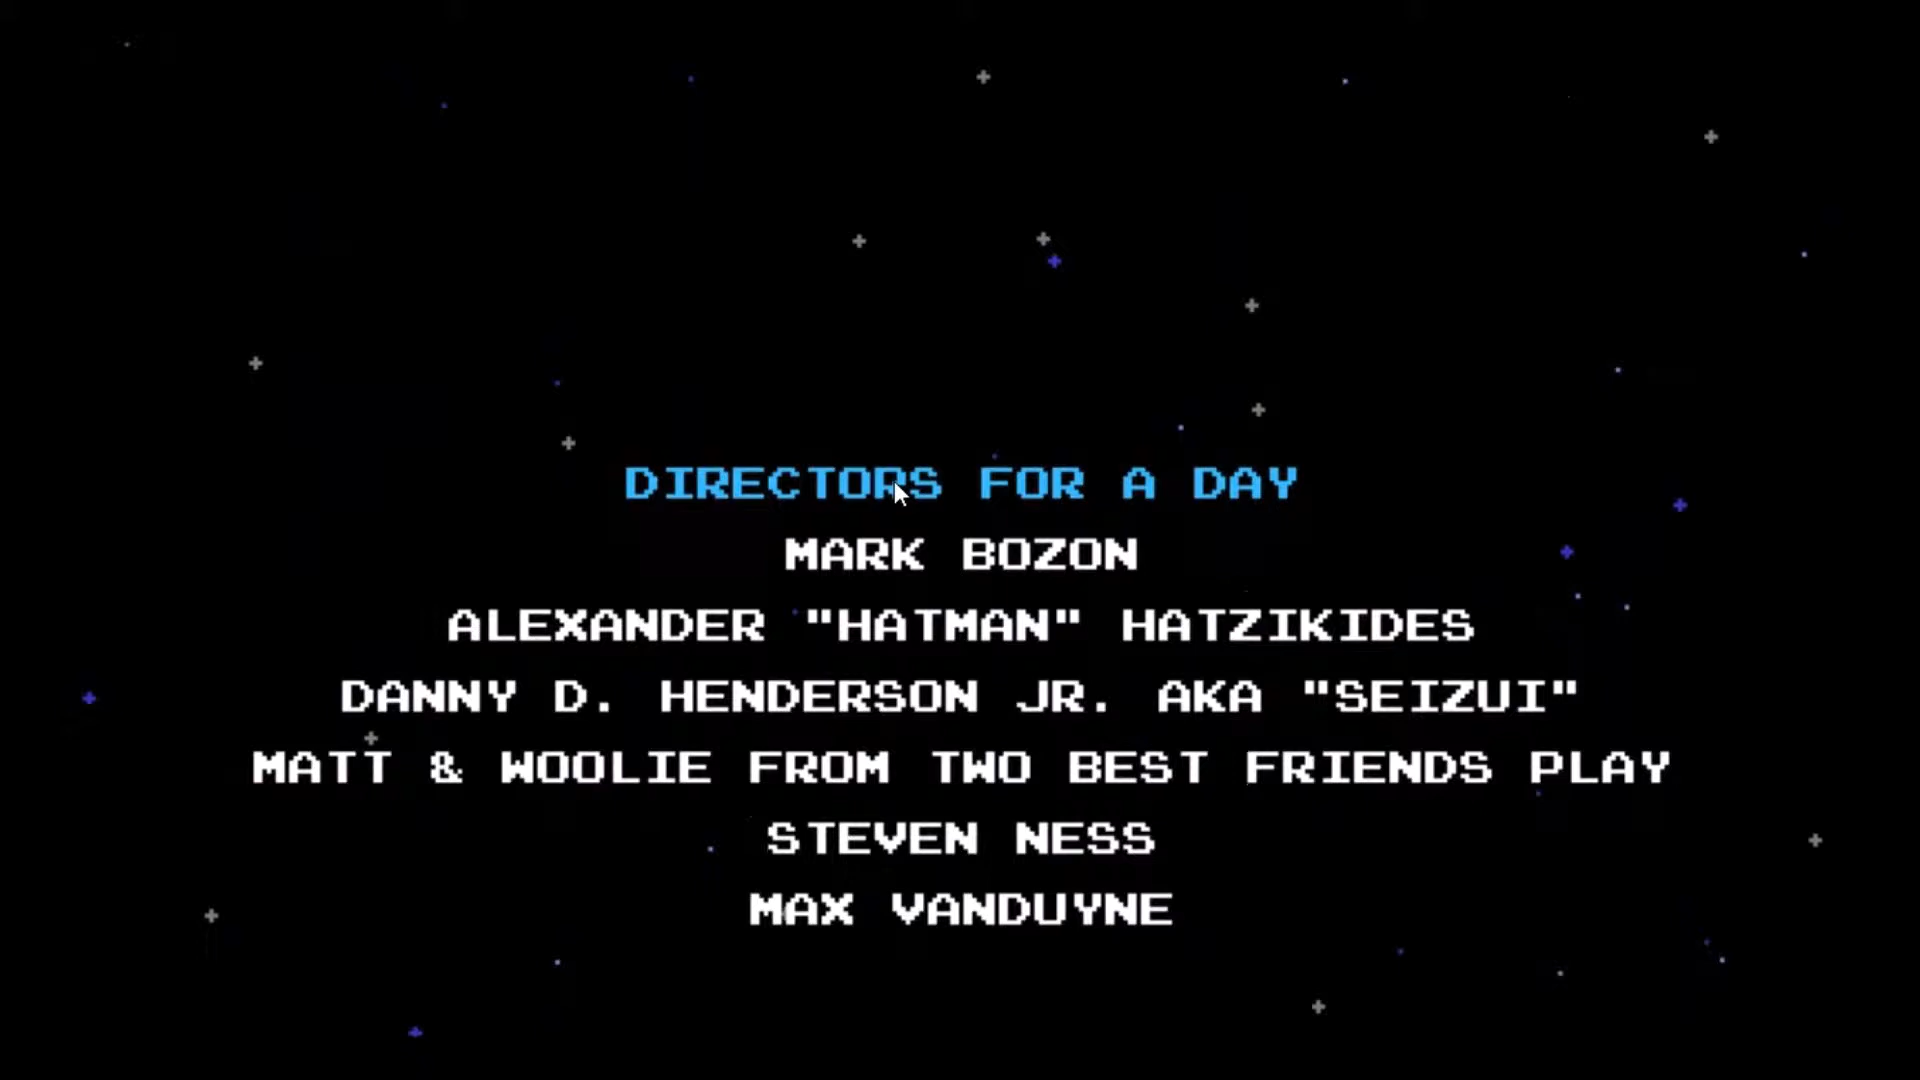 DIRECTORS FOR A DAY
MARK BOZON
ALEXANDER "HATMAN" HATZIKIDES
DANNY D. HENDERSON JR. AKA "SEIZUI"
MATT & WOOLIE FROM TWO BEST FRIENDS PLAY
STEVEN NESS
MAX VANDUYNE